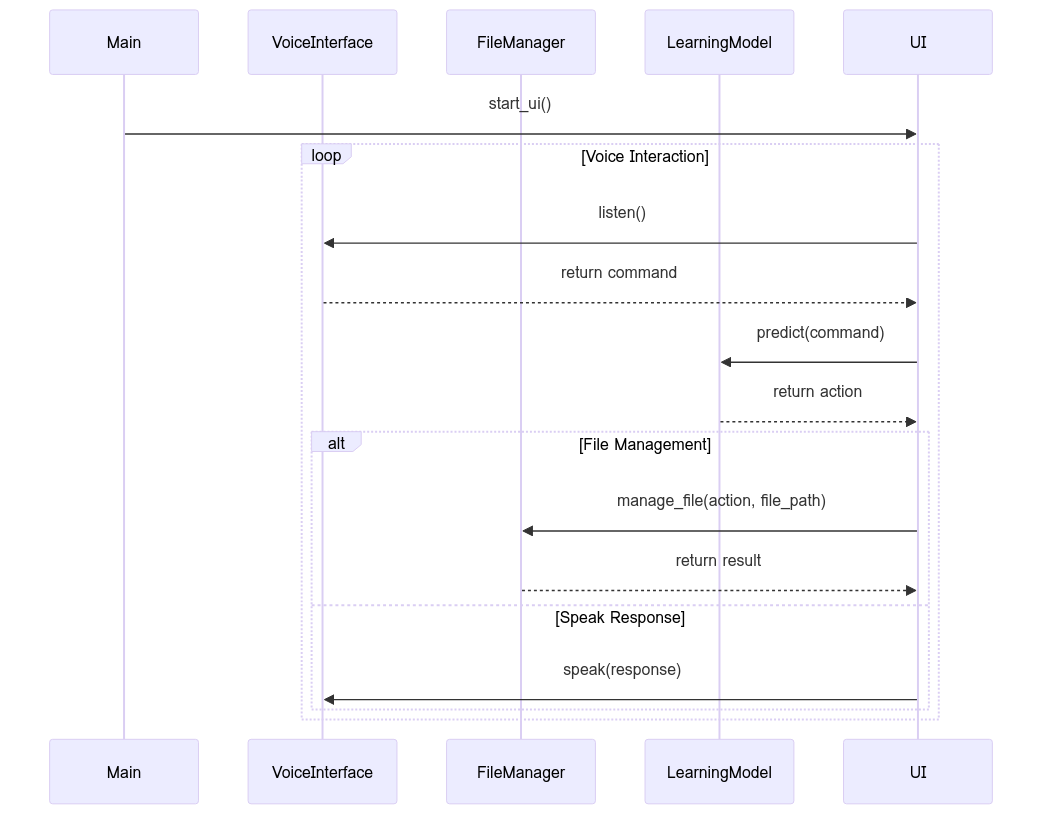 Main
VoiceInterface
FileManager
LearningModel
UI
start_ui()
loop
[Voice Interaction]
listen()
return command
predict(command)
return action
alt
[File Management]
manage_file(action, file_path)
return result
[Speak Response]
speak(response)
Main
VoiceInterface
FileManager
LearningModel
UI